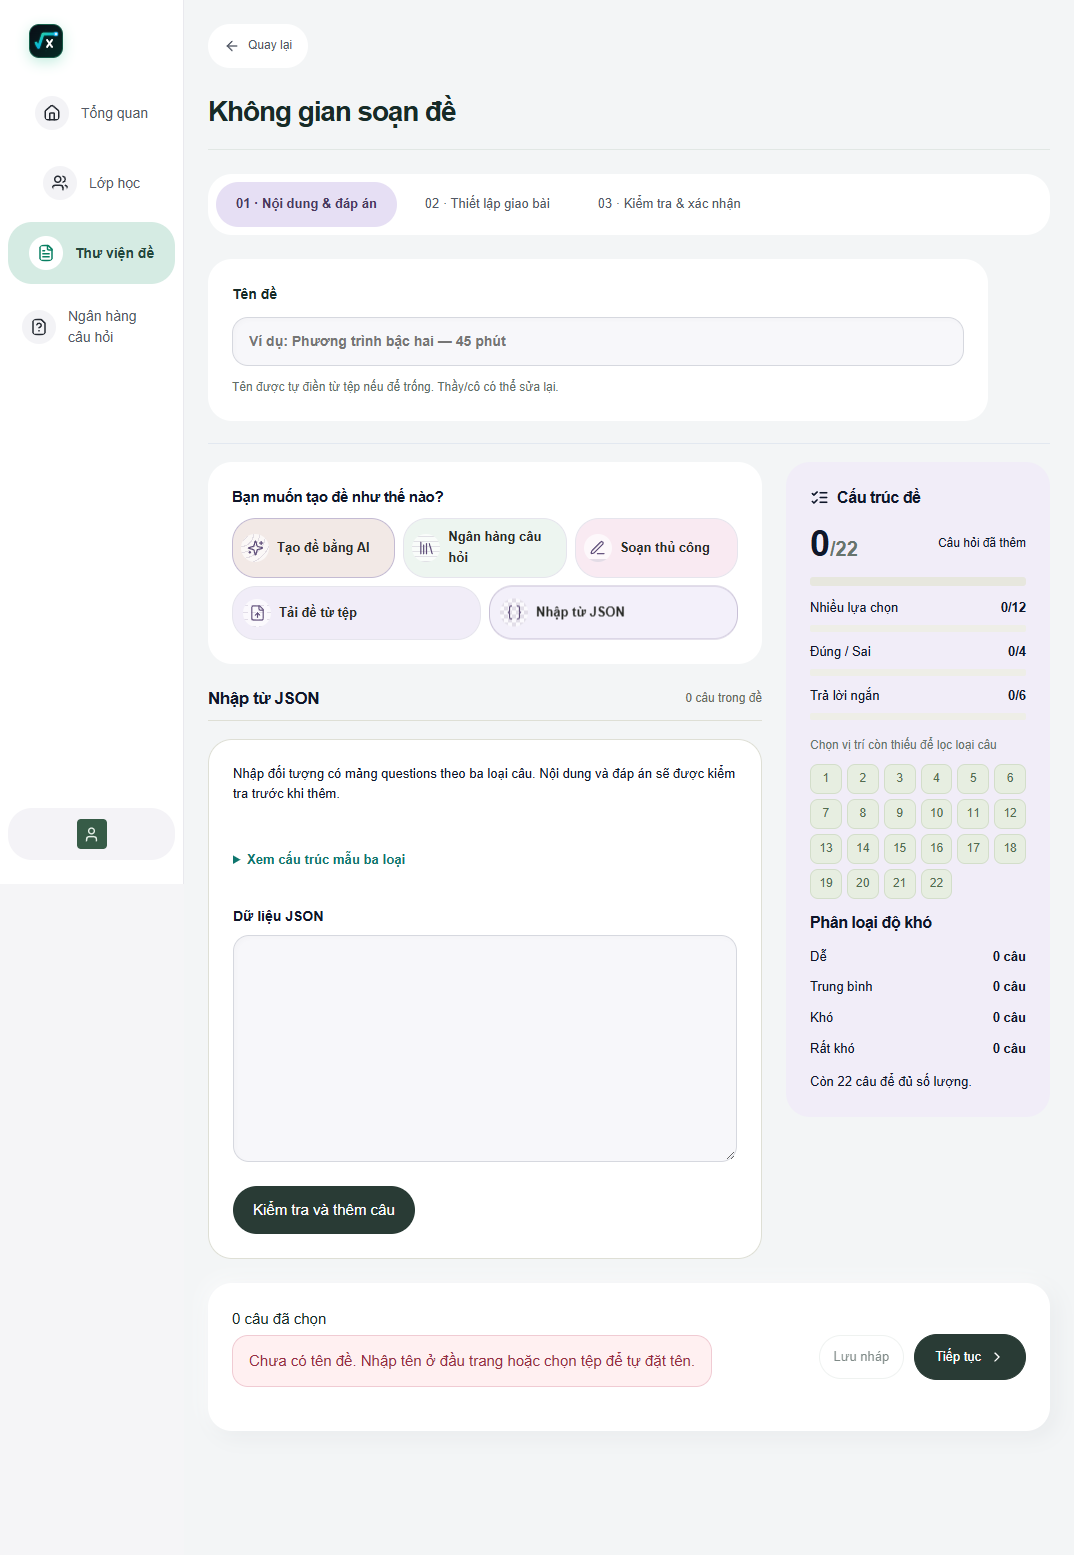 √x
Tổng quan
Lớp học
Thư viện đề
Ngân hàng
câu hỏi
Quay lại
Không gian soạn đề
01 · Nội dung & đáp án
02 · Thiết lập giao bài
03 · Kiểm tra & xác nhận
Tên đề
Ví dụ: Phương trình bậc hai — 45 phút
Tên được tự điền từ tệp nếu để trống. Thầy/cô có thể sửa lại.
Bạn muốn tạo đề như thế nào?
Tạo đề bằng AI
Ngân hàng câu
hỏi
Soạn thủ công
Tải đề từ tệp
Nhập từ JSON
Nhập từ JSON
0 câu trong đề
Nhập đối tượng có mảng questions theo ba loại câu. Nội dung và đáp án sẽ được kiểm
tra trước khi thêm.
Xem cấu trúc mẫu ba loại
Dữ liệu JSON
Kiểm tra và thêm câu
Cấu trúc đề
0/22
Câu hỏi đã thêm
Nhiều lựa chọn 0/12
Đúng / Sai 0/4
Trả lời ngắn 0/6
Chọn vị trí còn thiếu để lọc loại câu
1 2 3 4 5 6
7 8 9 10 11 12
13 14 15 16 17 18
19 20 21 22
Phân loại độ khó
Dễ 0 câu
Trung bình 0 câu
Khó 0 câu
Rất khó 0 câu
Còn 22 câu để đủ số lượng.
0 câu đã chọn
Chưa có tên đề. Nhập tên ở đầu trang hoặc chọn tệp để tự đặt tên.
Lưu nháp
Tiếp tục